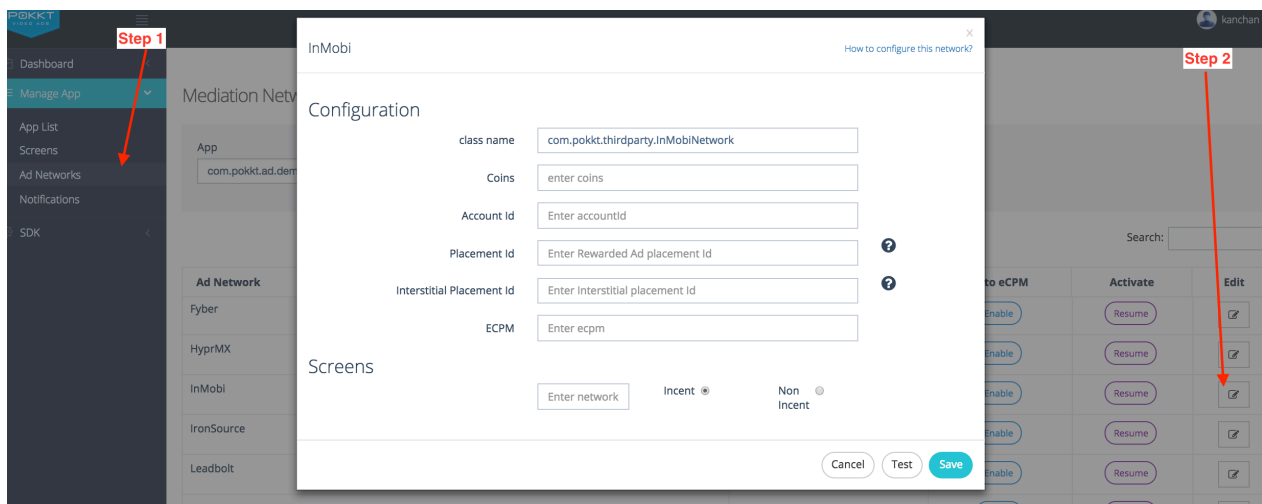 POKKT
VIDEO ADS
kanchan
Step 1
Step 2
Dashboard
Manage App
App List
Screens
Ad Networks
Notifications
SDK
Mediation Netw
App
com.pokkt.ad.dem
Search:
Ad Network
to eCPM
Activate
Edit
Fyber
Enable
Resume
HyprMX
Enable
Resume
InMobi
Enable
Resume
IronSource
Enable
Resume
Leadbolt
Enable
Resume
InMobi
x
How to configure this network?
Configuration
class name
com.pokkt.thirdparty.InMobiNetwork
Coins
enter coins
Account Id
Enter accountId
Placement Id
Enter Rewarded Ad placement Id
?
Interstitial Placement Id
Enter Interstitial placement Id
?
ECPM
Enter ecpm
Screens
Enter network
Incent
Non
Incent
Cancel
Test
Save